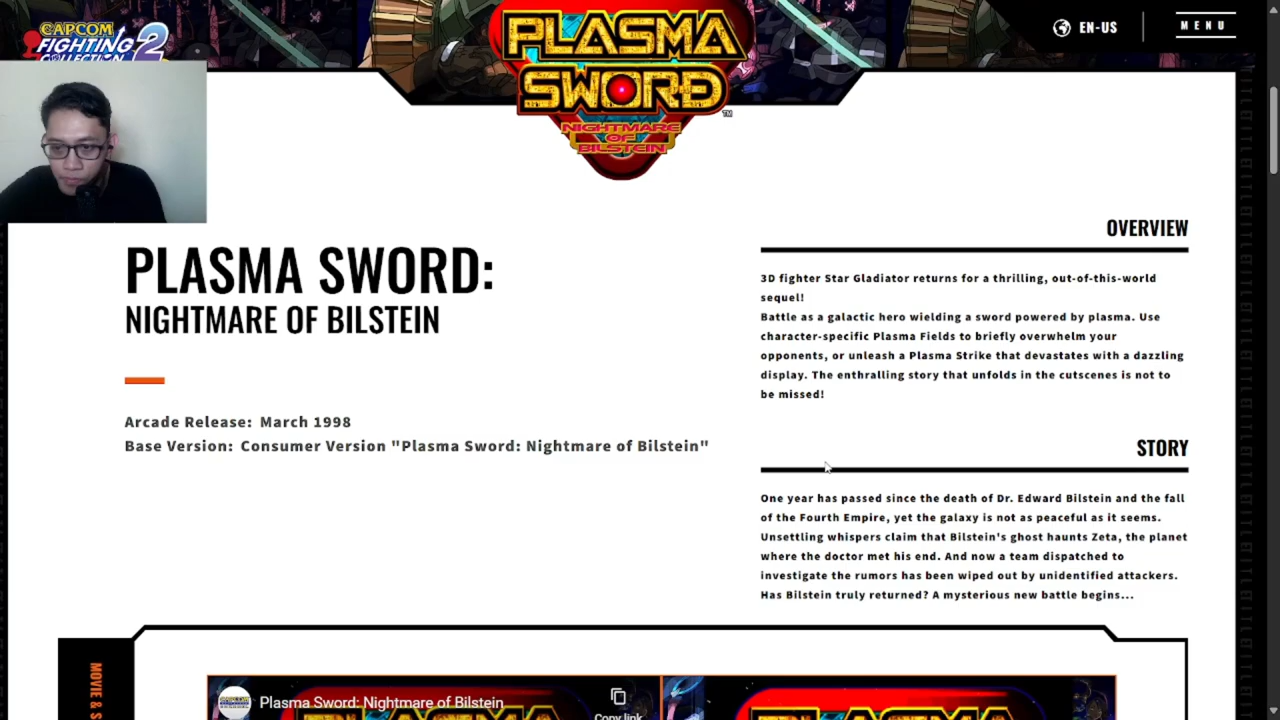 CAPCOM
FIGHTING
COLLECTION 2
PLASMA
SWORD
TM
NIGHTMARE
OF
BILSTEIN
EN-US
MENU
PLASMA SWORD:
NIGHTMARE OF BILSTEIN
Arcade Release: March 1998
Base Version: Consumer Version "Plasma Sword: Nightmare of Bilstein"
OVERVIEW
3D fighter Star Gladiator returns for a thrilling, out-of-this-world
sequel!
Battle as a galactic hero wielding a sword powered by plasma. Use
character-specific Plasma Fields to briefly overwhelm your
opponents, or unleash a Plasma Strike that devastates with a dazzling
display. The enthralling story that unfolds in the cutscenes is not to
be missed!
STORY
One year has passed since the death of Dr. Edward Bilstein and the fall
of the Fourth Empire, yet the galaxy is not as peaceful as it seems.
Unsettling whispers claim that Bilstein's ghost haunts Zeta, the planet
where the doctor met his end. And now a team dispatched to
investigate the rumors has been wiped out by unidentified attackers.
Has Bilstein truly returned? A mysterious new battle begins...
MOVIE & S
Plasma Sword: Nightmare of Bilstein
Copy link